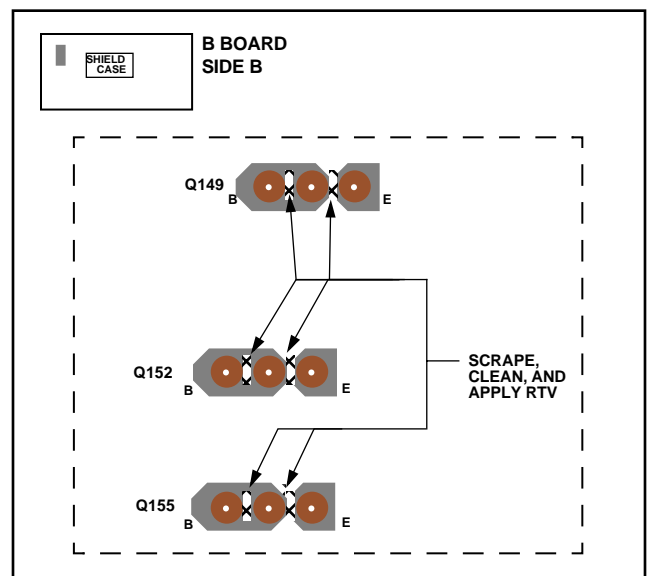 B BOARD
SIDE B
SHIELD
CASE
Q149
B
E
Q152
B
E
SCRAPE,
CLEAN, AND
APPLY RTV
Q155
B
E